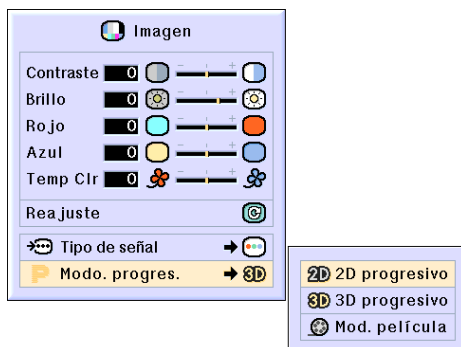 Imagen
Contraste 0
Brillo 0
Rojo 0
Azul 0
Temp Clr 0
Reajuste
Tipo de señal
P Modo. progres. 3D
2D 2D progresivo
3D 3D progresivo
Mod. película